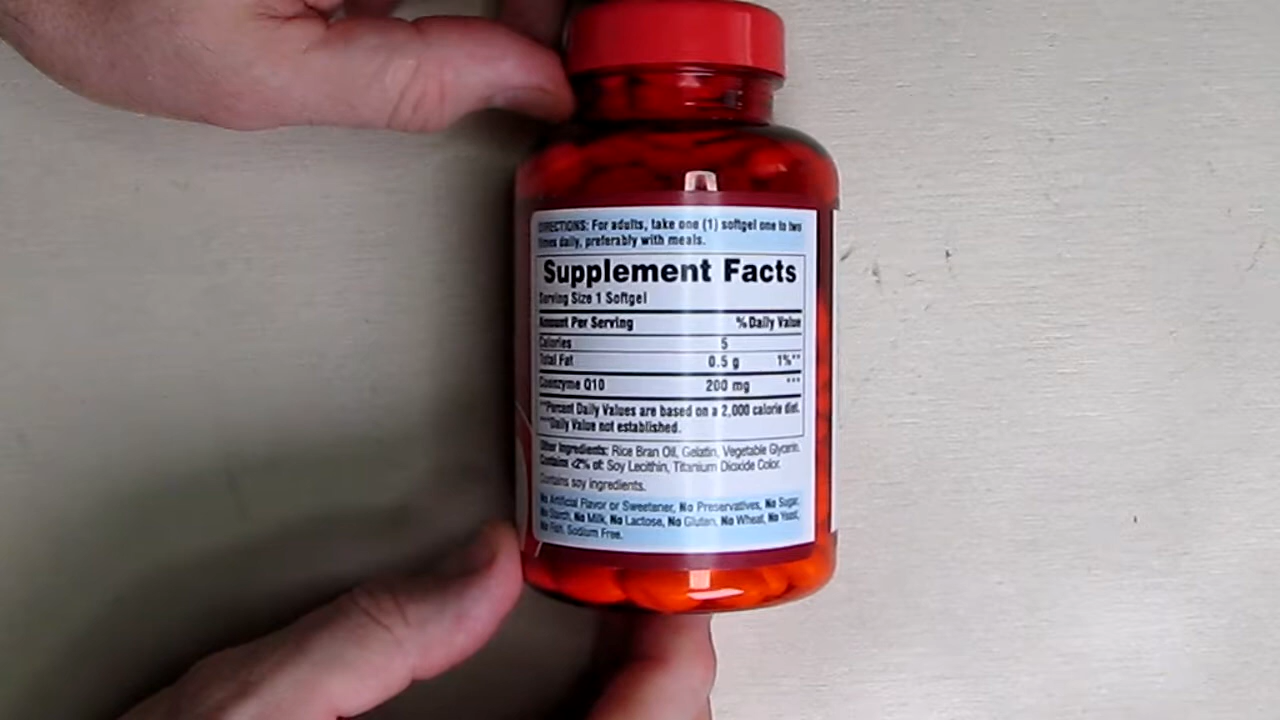 DIRECTIONS: For adults, take one (1) softgel one to two
times daily, preferably with meals.
Supplement Facts
Serving Size 1 Softgel
Amount Per Serving % Daily Value
Calories 5
Total Fat 0.5 g 1%**
Coenzyme Q10 200 mg ***
**Percent Daily Values are based on a 2,000 calorie diet.
***Daily Value not established.
Other Ingredients: Rice Bran Oil, Gelatin, Vegetable Glycerin.
Contains <2% of: Soy Lecithin, Titanium Dioxide Color.
Contains soy ingredients.
No Artificial Flavor or Sweetener, No Preservatives, No Sugar,
No Starch, No Milk, No Lactose, No Gluten, No Wheat, No Yeast,
No Fish, Sodium Free.